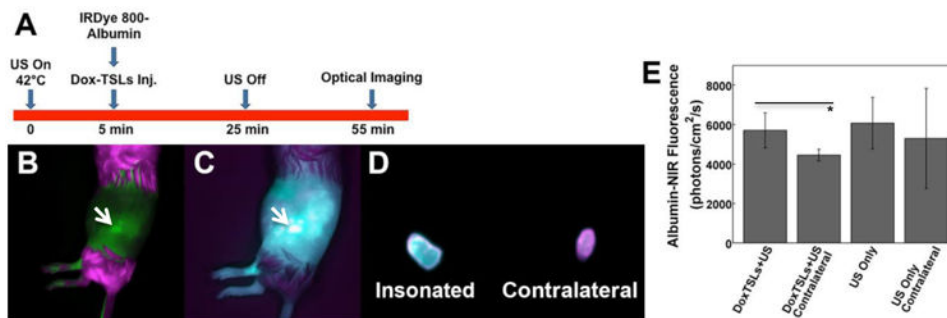 A
IRDye 800-
Albumin
US On
42°C
Dox-TSLs Inj.
US Off
Optical Imaging
0
5 min
25 min
55 min
B
C
D
Insonated
Contralateral
E
Albumin-NIR Fluorescence
(photons/cm²/s)
8000
6000
4000
2000
0
*
DoxTSLs+US
DoxTSLs+US
Contralateral
US Only
US Only
Contralateral